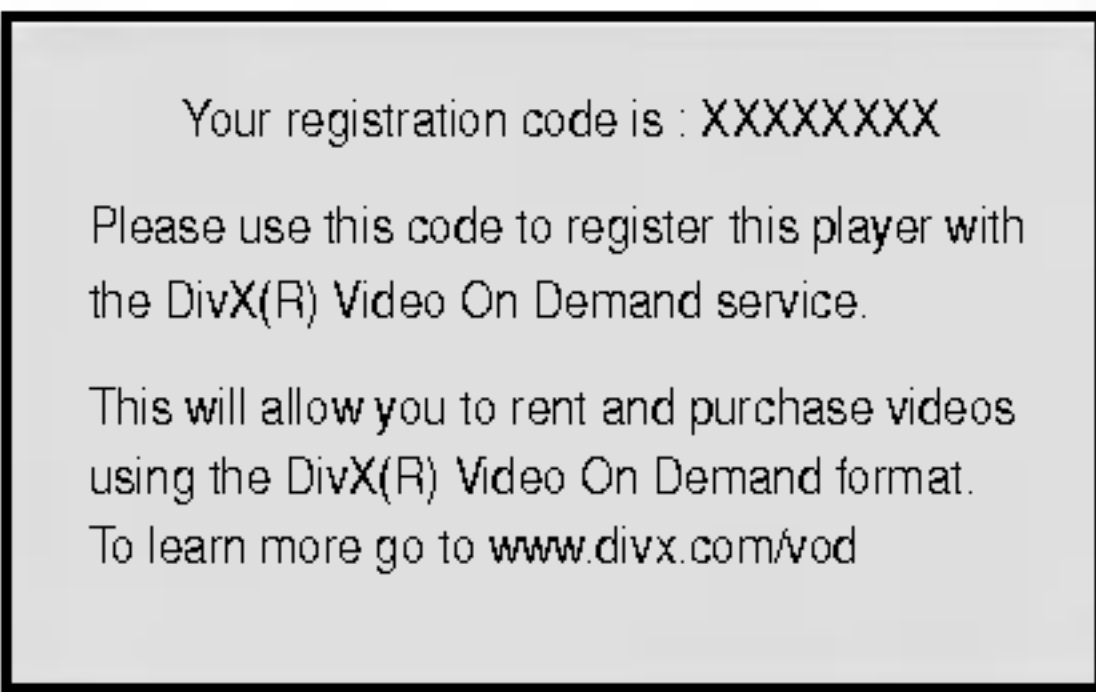 Your registration code is : XXXXXXXX
Please use this code to register this player with
the DivX(R) Video On Demand service.
This will allow you to rent and purchase videos
using the DivX(R) Video On Demand format.
To learn more go to www.divx.com/vod